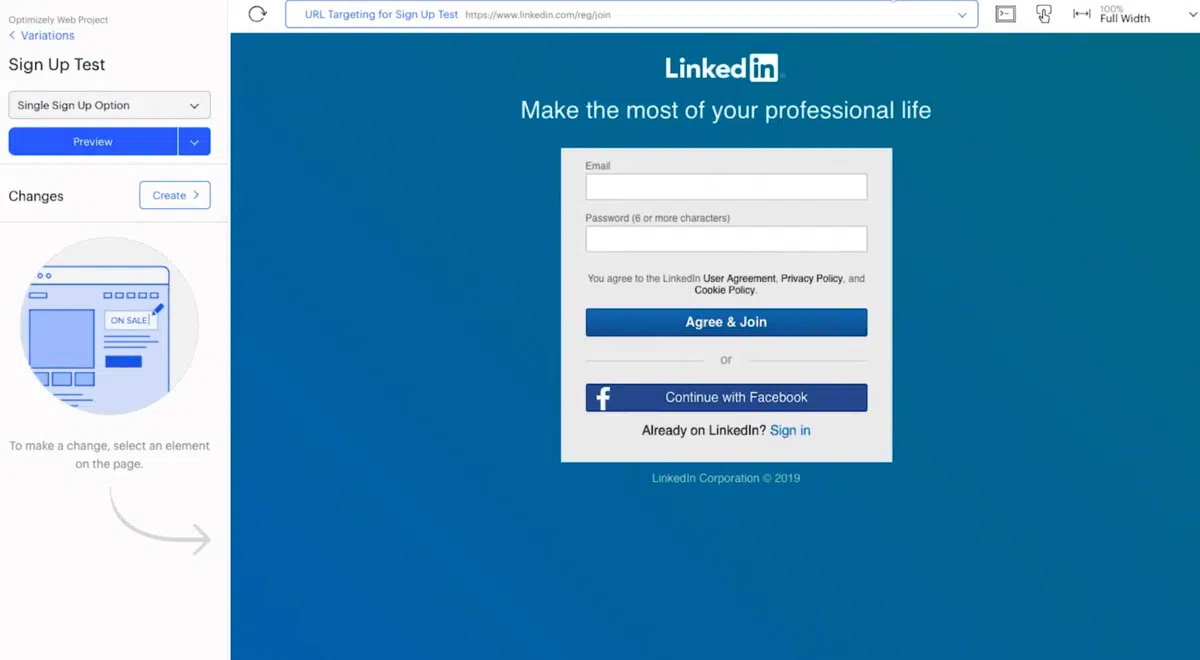 Optimizely Web Project
Variations
Sign Up Test
Single Sign Up Option
Preview
Changes
Create
ON SALE
To make a change, select an element
on the page.
URL Targeting for Sign Up Test https://www.linkedin.com/reg/join
100%
Full Width
Linked in
Make the most of your professional life
Email
Password (6 or more characters)
You agree to the LinkedIn User Agreement, Privacy Policy, and
Cookie Policy.
Agree & Join
or
f Continue with Facebook
Already on LinkedIn? Sign in
LinkedIn Corporation © 2019